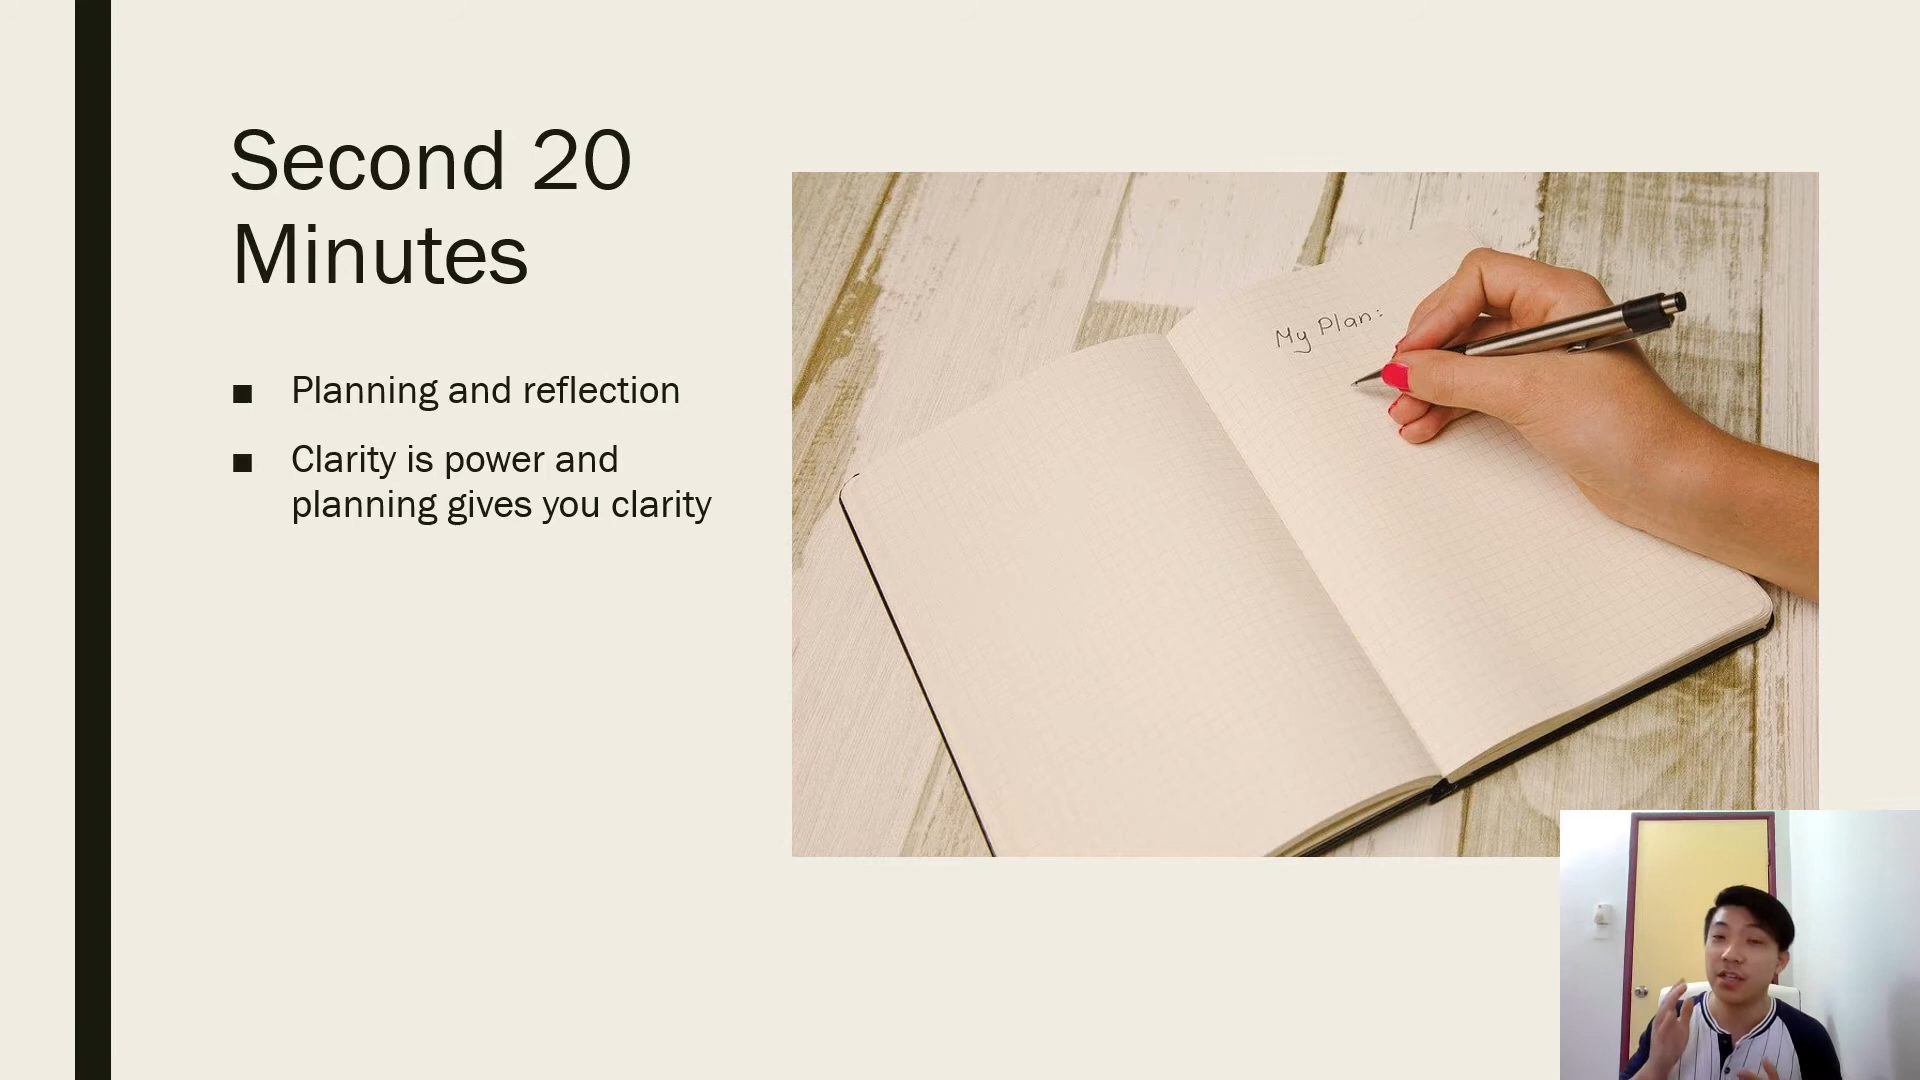 Second 20
Minutes
Planning and reflection
Clarity is power and
planning gives you clarity
My Plan: